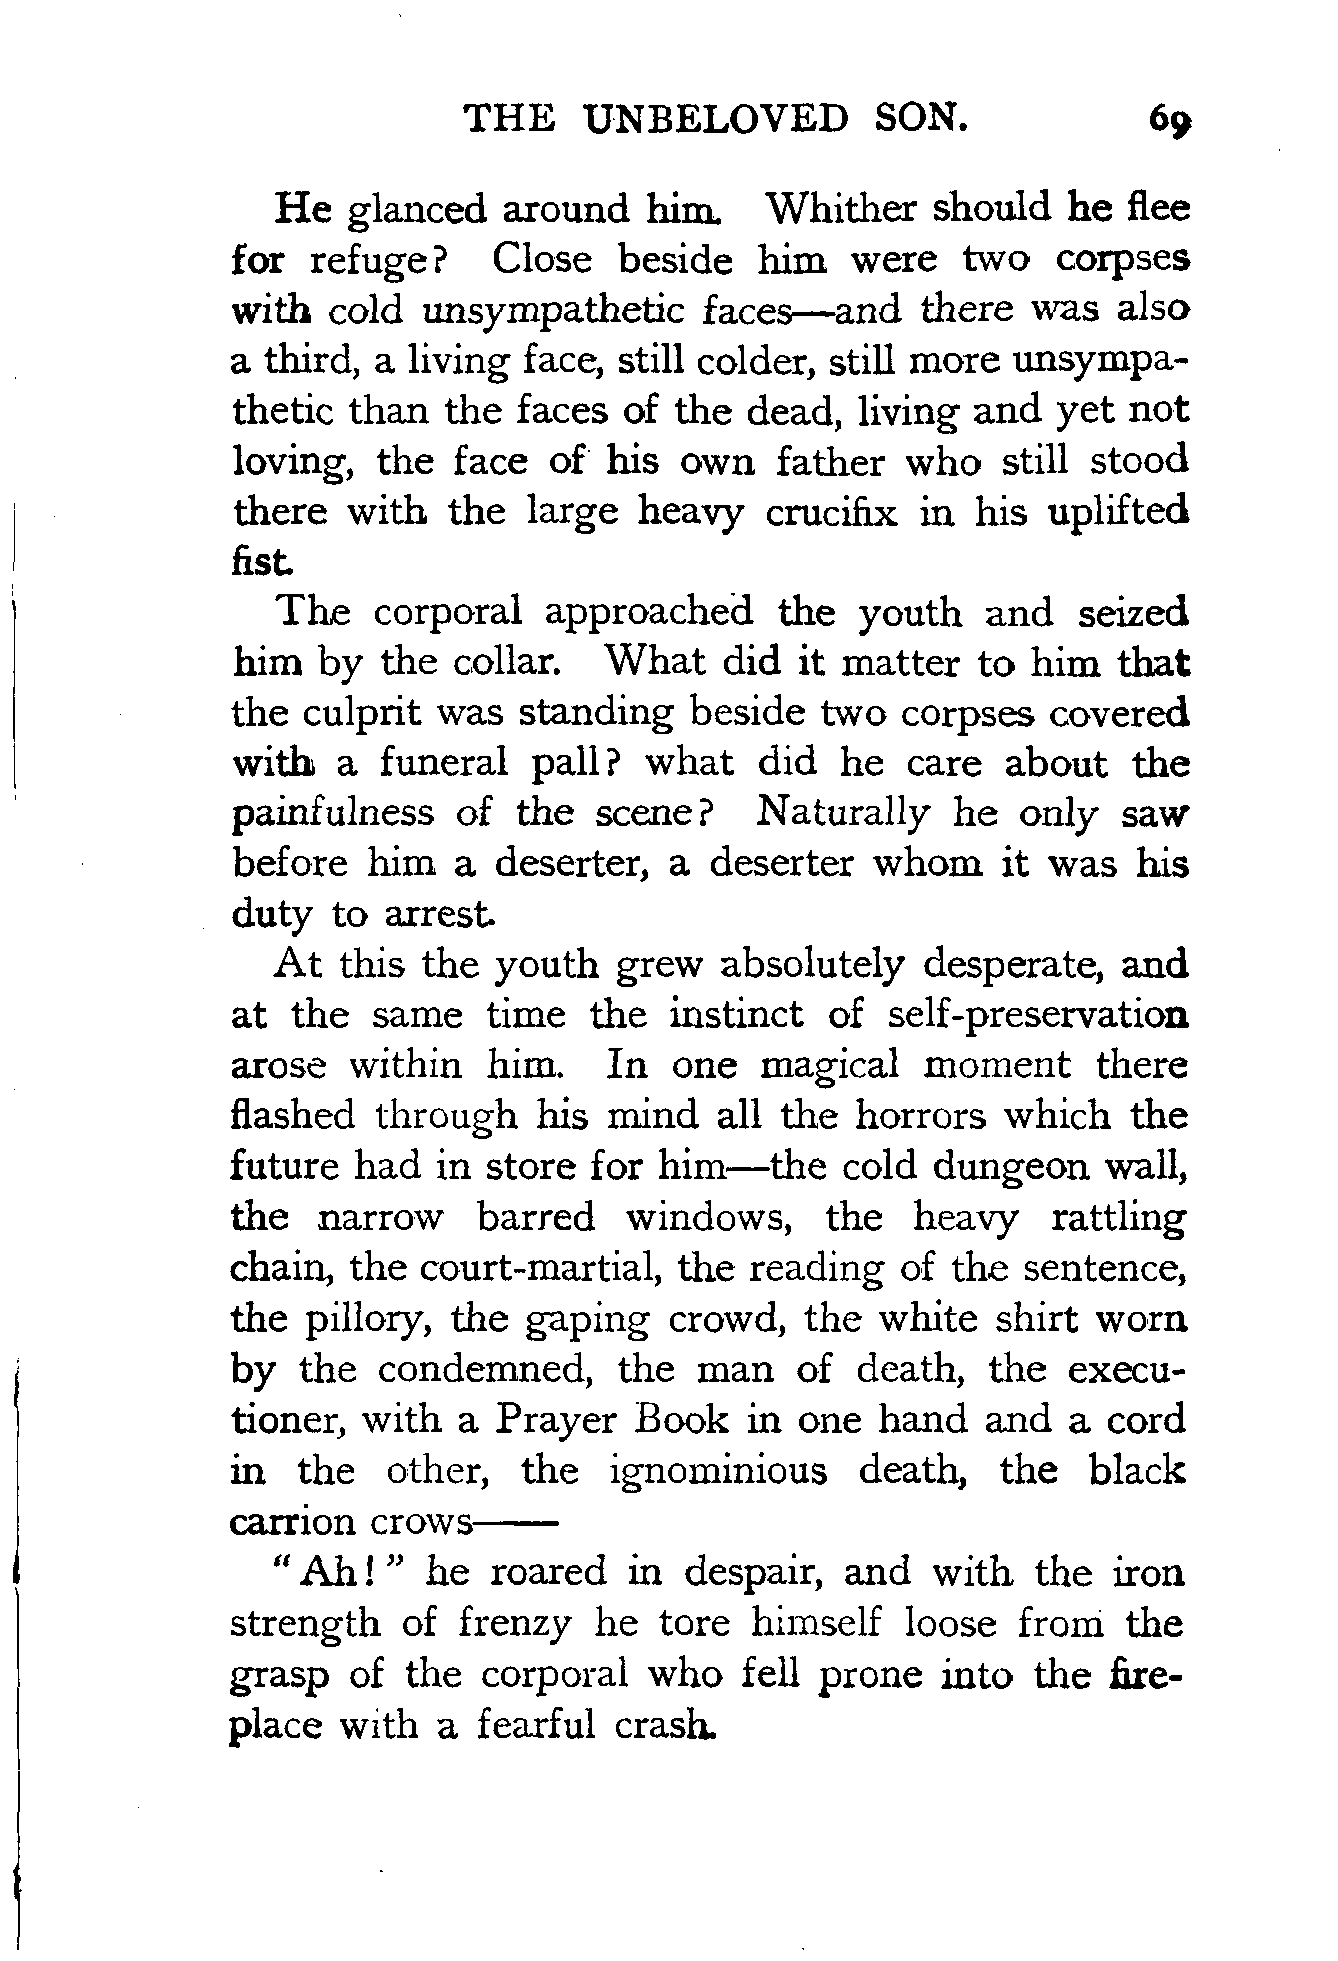 THE UNBELOVED SON. 69
He glanced around him. Whither should he flee
for refuge? Close beside him were two corpses
with cold unsympathetic faces—and there was also
a third, a living face, still colder, still more unsympa-
thetic than the faces of the dead, living and yet not
loving, the face of his own father who still stood
there with the large heavy crucifix in his uplifted
fist.
The corporal approached the youth and seized
him by the collar. What did it matter to him that
the culprit was standing beside two corpses covered
with a funeral pall? what did he care about the
painfulness of the scene? Naturally he only saw
before him a deserter, a deserter whom it was his
duty to arrest.
At this the youth grew absolutely desperate, and
at the same time the instinct of self-preservation
arose within him. In one magical moment there
flashed through his mind all the horrors which the
future had in store for him—the cold dungeon wall,
the narrow barred windows, the heavy rattling
chain, the court-martial, the reading of the sentence,
the pillory, the gaping crowd, the white shirt worn
by the condemned, the man of death, the execu-
tioner, with a Prayer Book in one hand and a cord
in the other, the ignominious death, the black
carrion crows——
"Ah!" he roared in despair, and with the iron
strength of frenzy he tore himself loose from the
grasp of the corporal who fell prone into the fire-
place with a fearful crash.